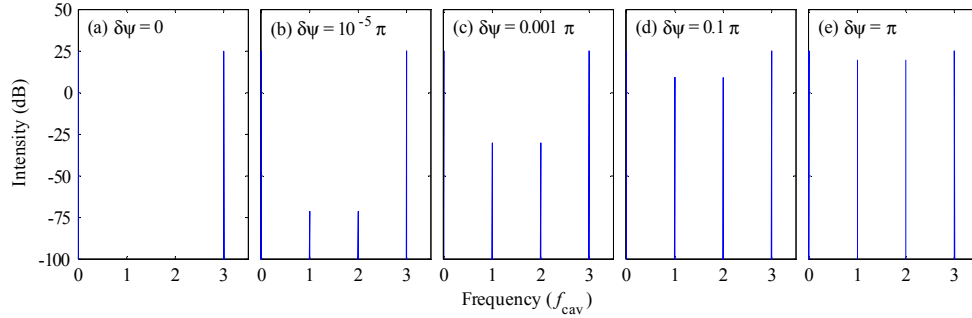 50
25
0
-25
-50
-75
-100
Intensity (dB)
(a) δψ = 0
(b) δψ = 10⁻⁵ π
(c) δψ = 0.001 π
(d) δψ = 0.1 π
(e) δψ = π
0 1 2 3
0 1 2 3
0 1 2 3
0 1 2 3
0 1 2 3
Frequency (f_cav)